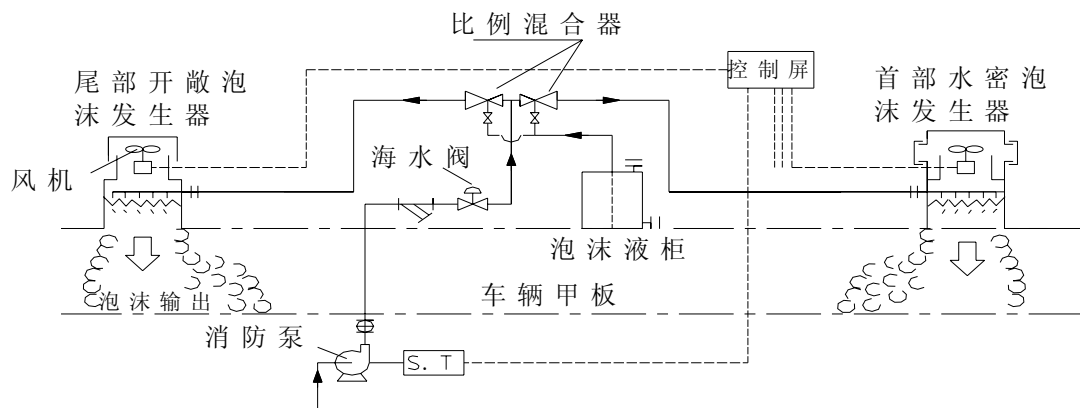 比例混合器
控制屏
尾部开敞泡
沫发生器
首部水密泡
沫发生器
海水阀
风机
泡沫液柜
泡沫输出
车辆甲板
消防泵
S. T